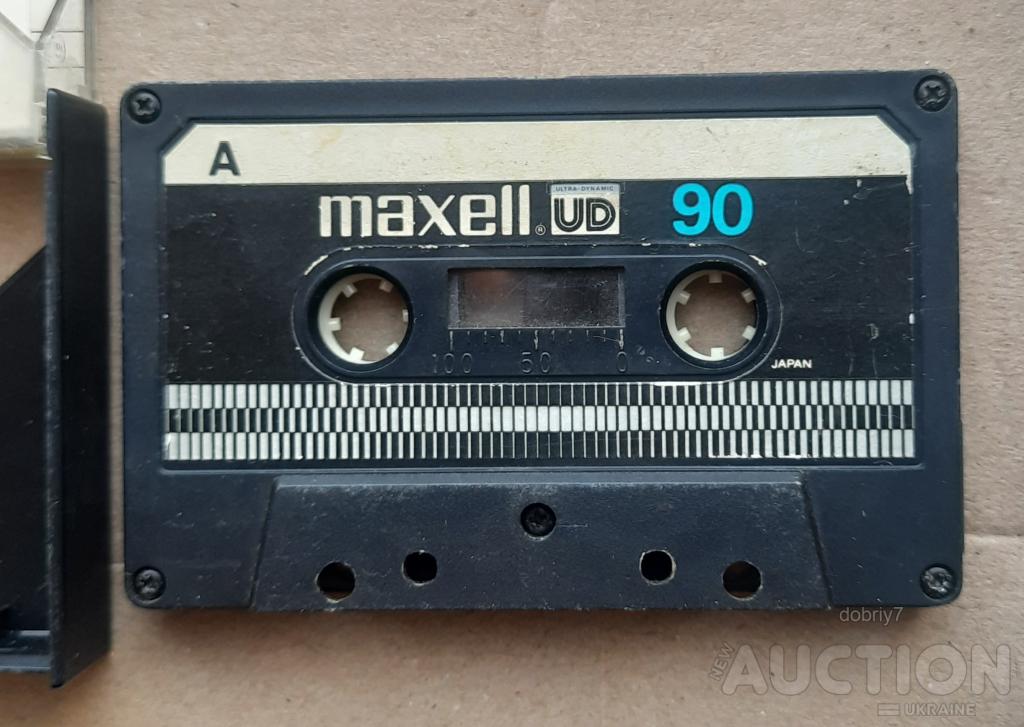 A
maxell® ULTRA-DYNAMIC UD 90
100 50 0
JAPAN
dobriy7
NEW AUCTION
UKRAINE